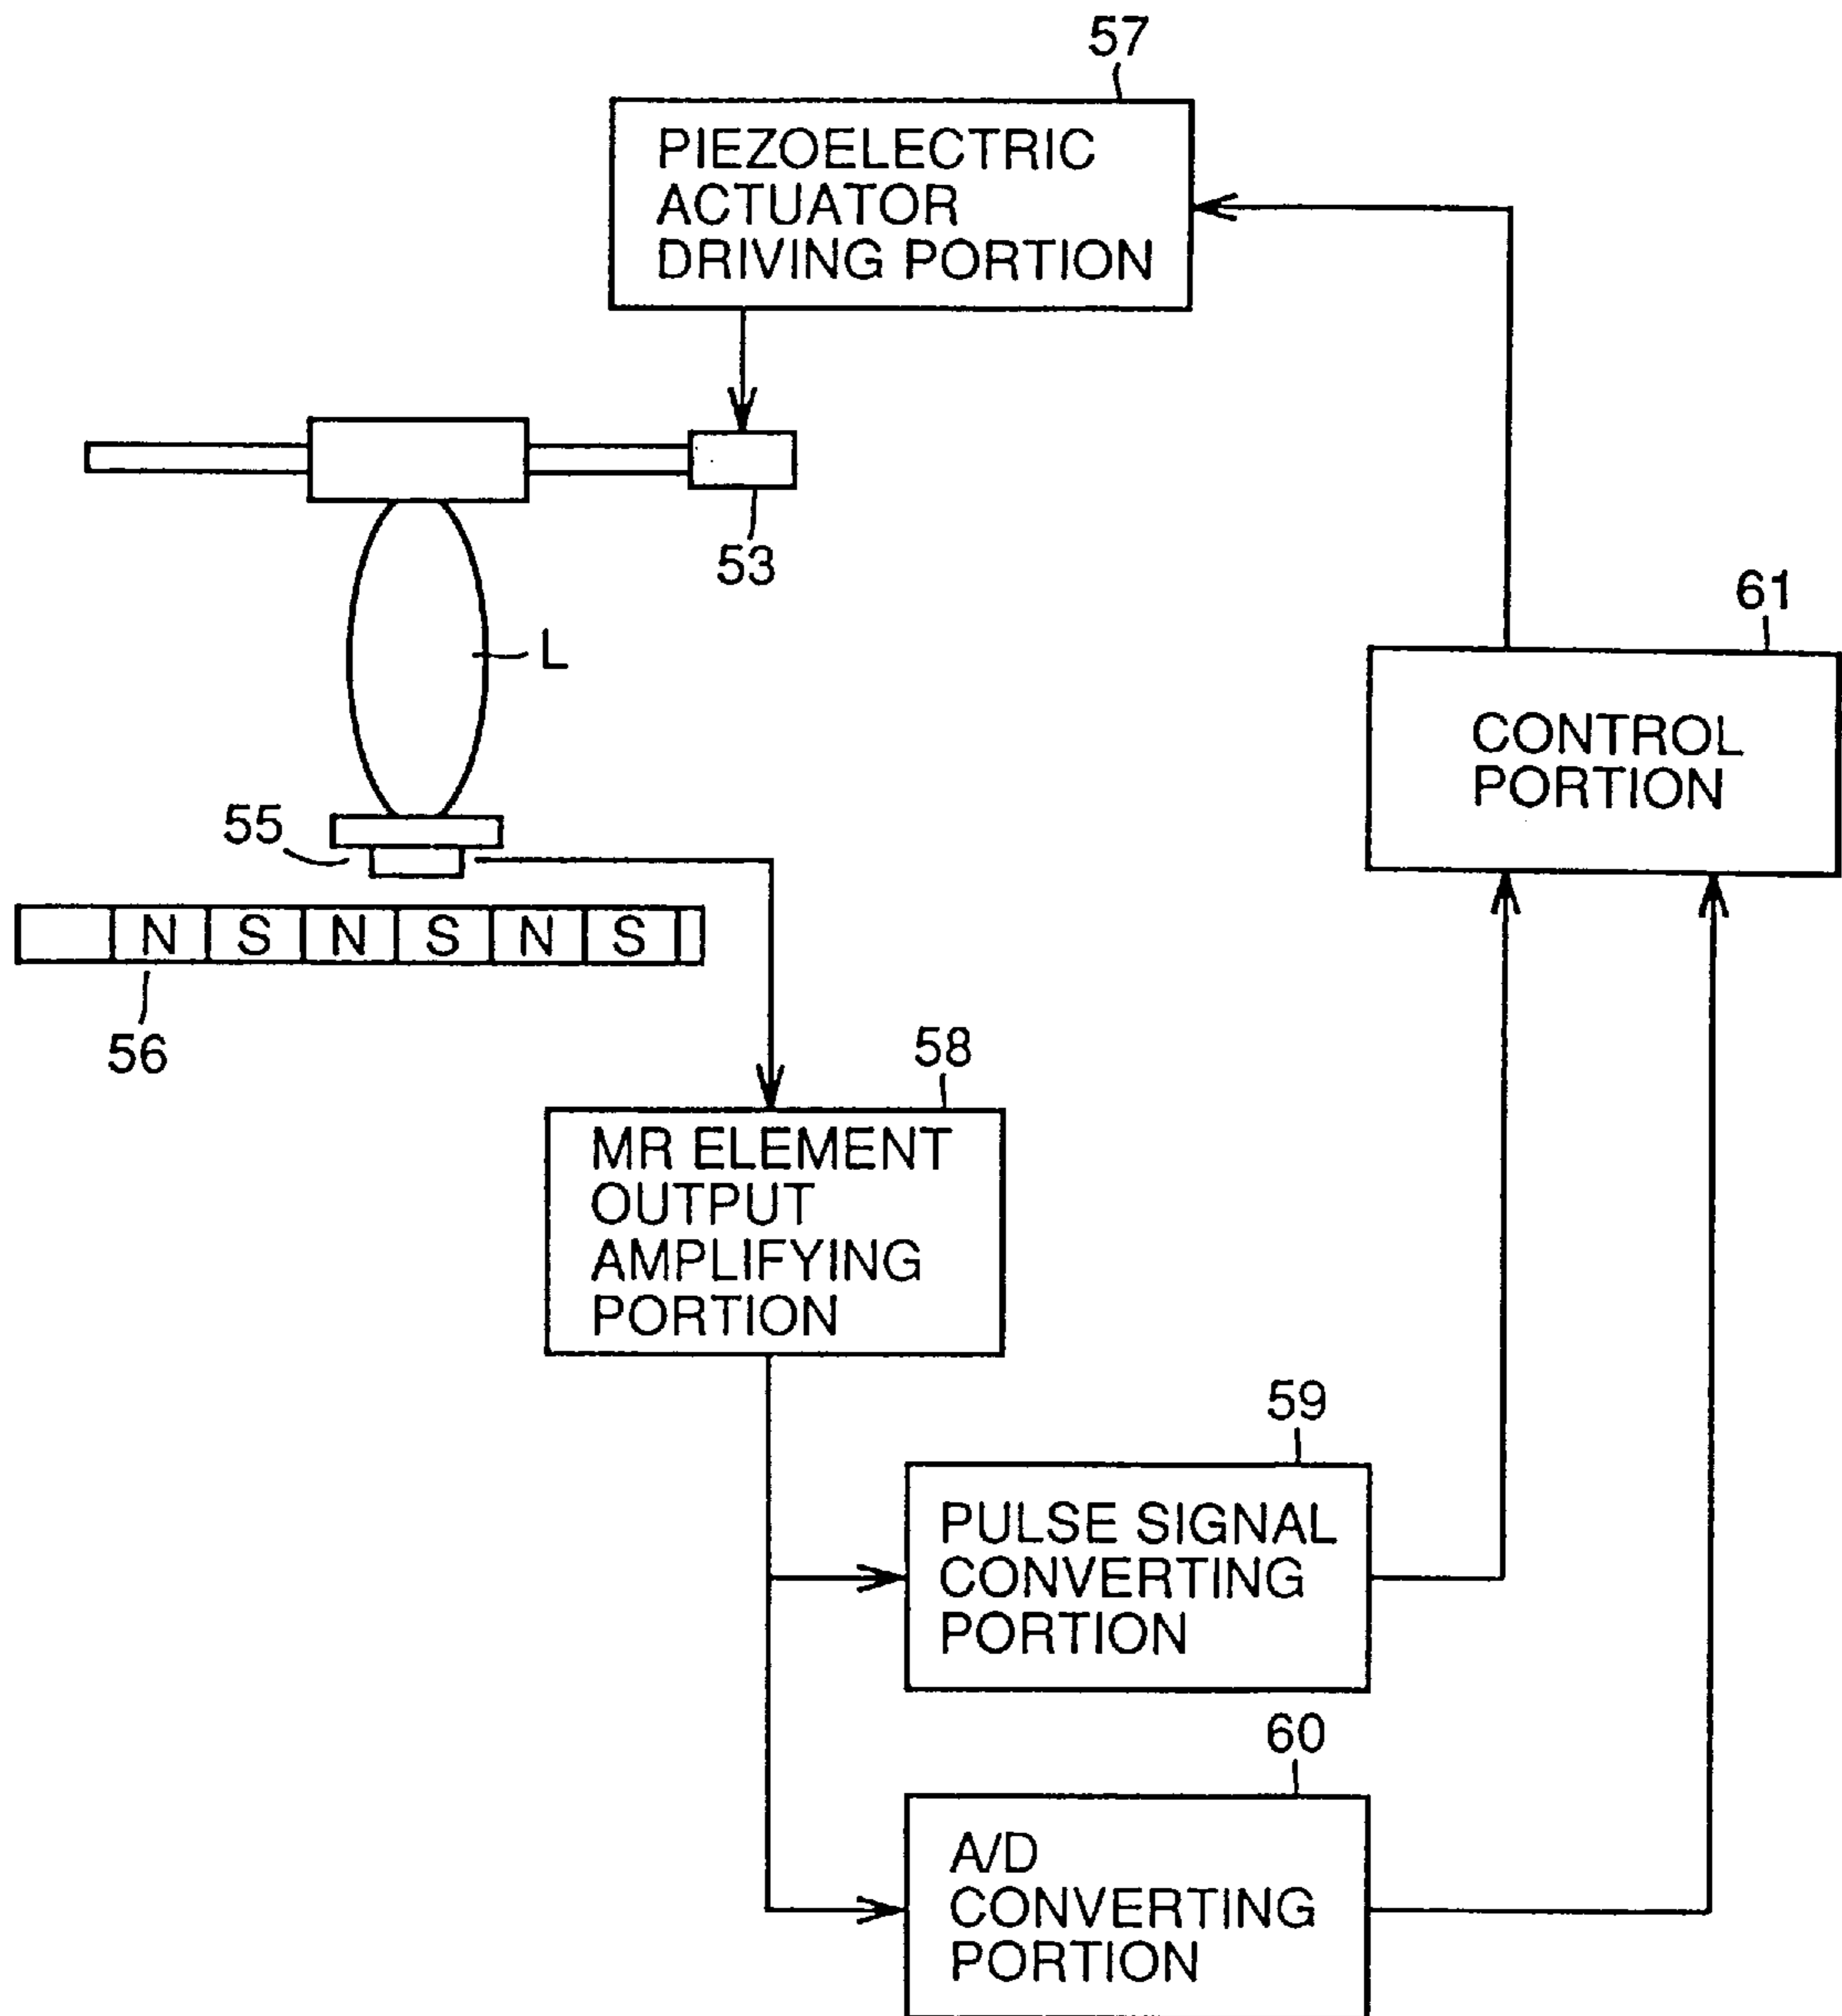 57
PIEZOELECTRIC
ACTUATOR
DRIVING PORTION
53
L
61
CONTROL
PORTION
55
N S N S N S
56
58
MR ELEMENT
OUTPUT
AMPLIFYING
PORTION
59
PULSE SIGNAL
CONVERTING
PORTION
60
A/D
CONVERTING
PORTION